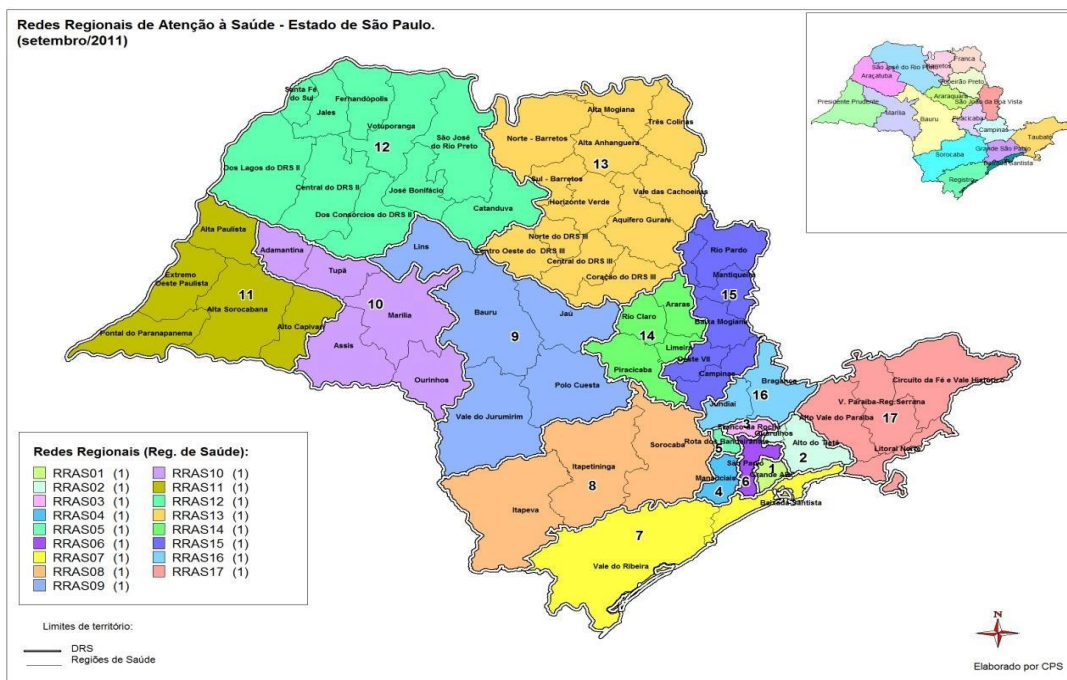 Redes Regionais de Atenção à Saúde - Estado de São Paulo.
(setembro/2011)
São José do Rio Preto
Barretos
Franca
Araçatuba
Ribeirão Preto
Araraquara
São João da Boa Vista
Presidente Prudente
Marília
Bauru
Piracicaba
Campinas
Taubaté
Grande São Paulo
Sorocaba
Baixada Santista
Registro
Santa Fé
do Sul
Jales
Fernandópolis
Votuporanga
São José
do Rio Preto
12
Dos Lagos do DRS II
Central do DRS II
José Bonifácio
Dos Consórcios do DRS II
Catanduva
Alta Mogiana
Três Colinas
Norte - Barretos
Alta Anhanguera
13
Sul - Barretos
Vale das Cachoeiras
Horizonte Verde
Aquífero Gurani
Norte do DRS III
Centro Oeste do DRS III
Central do DRS III
Coração do DRS III
Alta Paulista
Extremo
Oeste Paulista
11
Alta Sorocabana
Pontal do Paranapanema
Alto Capivari
Adamantina
Tupã
10
Marília
Assis
Ourinhos
Lins
Bauru
Jaú
9
Polo Cuesta
Vale do Jurumirim
Rio Pardo
Mantiqueira
15
Baixa Mogiana
Oeste VII
Campinas
Araras
Rio Claro
14
Limeira
Piracicaba
Bragança
16
Jundiaí
Circuito da Fé e Vale Histórico
V. Paraíba-Reg.Serrana
Alto Vale do Paraíba
17
Litoral Norte
3
Franco da Rocha
Guarulhos
Rota dos Bandeirantes
5
Alto do Tietê
2
São Paulo
Grande ABC
1
Mananciais
4
6
Sorocaba
Itapetininga
8
Itapeva
Baixada Santista
7
Vale do Ribeira
Redes Regionais (Reg. de Saúde):
RRAS01 (1)
RRAS02 (1)
RRAS03 (1)
RRAS04 (1)
RRAS05 (1)
RRAS06 (1)
RRAS07 (1)
RRAS08 (1)
RRAS09 (1)
RRAS10 (1)
RRAS11 (1)
RRAS12 (1)
RRAS13 (1)
RRAS14 (1)
RRAS15 (1)
RRAS16 (1)
RRAS17 (1)
Limites de território:
DRS
Regiões de Saúde
N
Elaborado por CPS